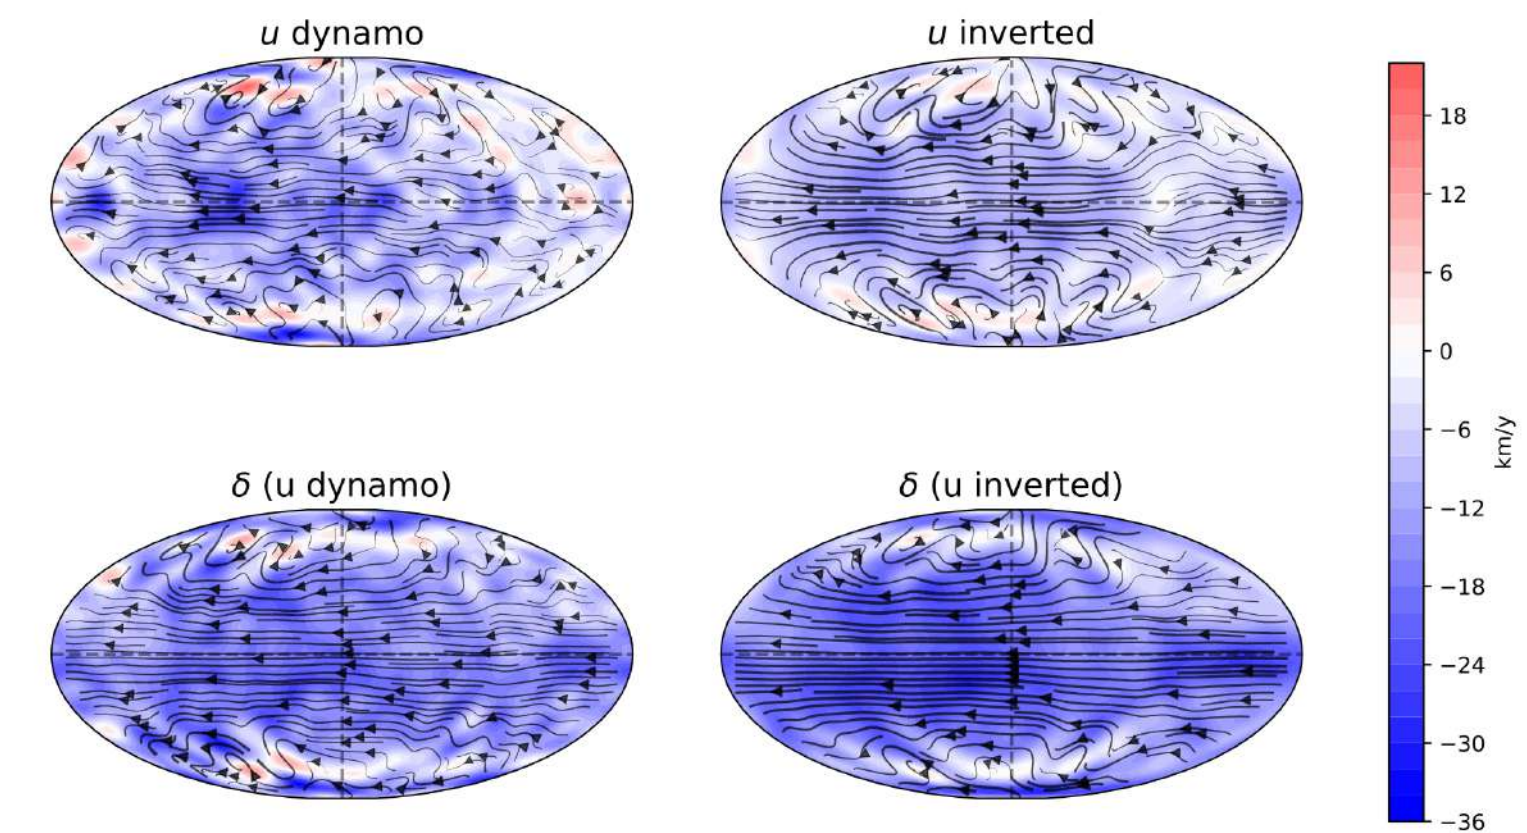 u dynamo
u inverted
δ (u dynamo)
δ (u inverted)
18
12
6
0
−6
−12
−18
−24
−30
−36
km/y